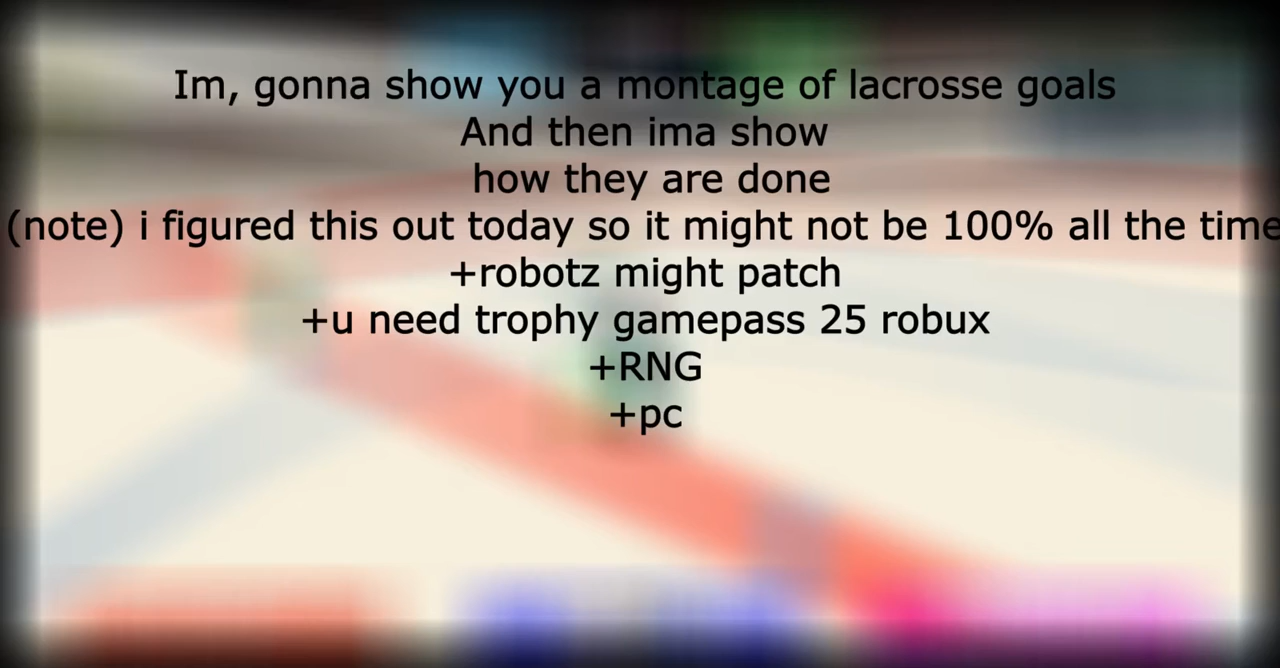 Im, gonna show you a montage of lacrosse goals
And then ima show
how they are done
(note) i figured this out today so it might not be 100% all the time
+robotz might patch
+u need trophy gamepass 25 robux
+RNG
+pc